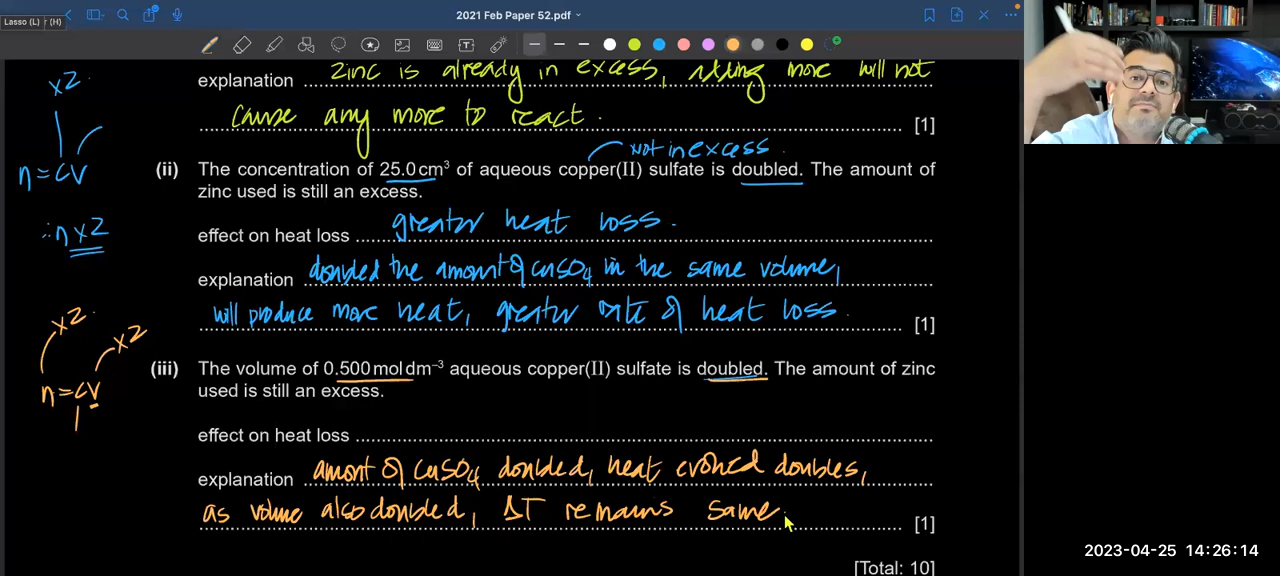 2021 Feb Paper 52.pdf
Lasso (L) r (H)
explanation zinc is already in excess, adding more will not
cause any more to react. [1]
x2
n = CV
∴ n x2
not in excess
(ii) The concentration of 25.0 cm³ of aqueous copper(II) sulfate is doubled. The amount of
zinc used is still an excess.
effect on heat loss greater heat loss.
explanation doubled the amount of CuSO4 in the same volume,
will produce more heat, greater rate of heat loss. [1]
x2
x2
n = CV
(iii) The volume of 0.500 mol dm⁻³ aqueous copper(II) sulfate is doubled. The amount of zinc
used is still an excess.
effect on heat loss
explanation amont of CuSO4 doubled, heat evolved doubles,
as volume also doubled, ΔT remains same. [1]
[Total: 10]
2023-04-25 14:26:14